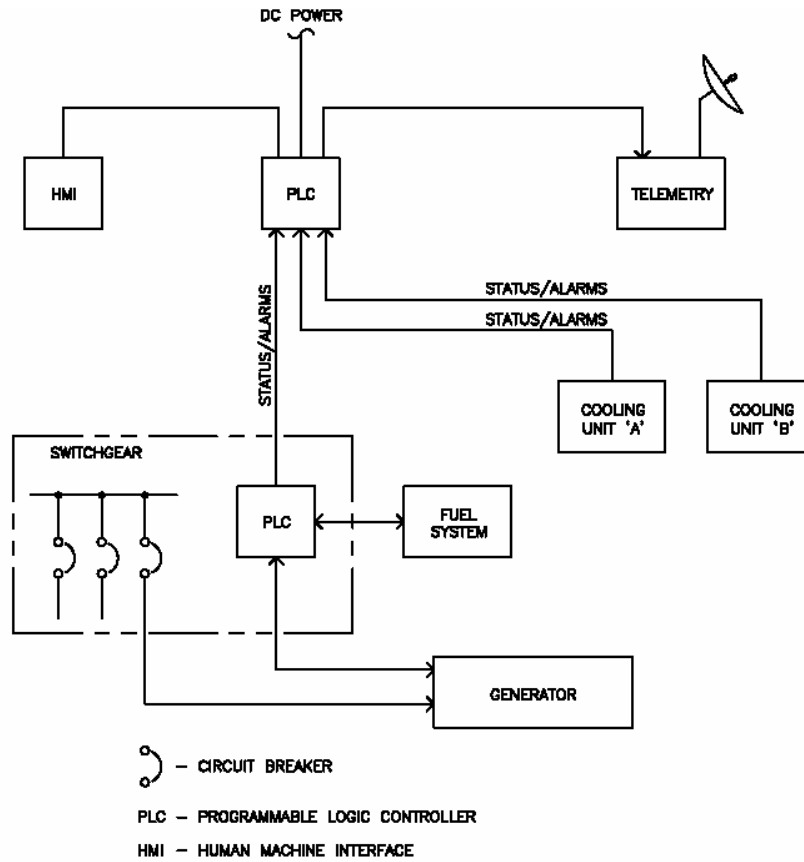 DC POWER
HMI
PLC
TELEMETRY
STATUS/ALARMS
STATUS/ALARMS
STATUS/ALARMS
COOLING
UNIT 'A'
COOLING
UNIT 'B'
SWITCHGEAR
PLC
FUEL
SYSTEM
GENERATOR
– CIRCUIT BREAKER
PLC – PROGRAMMABLE LOGIC CONTROLLER
HMI – HUMAN MACHINE INTERFACE